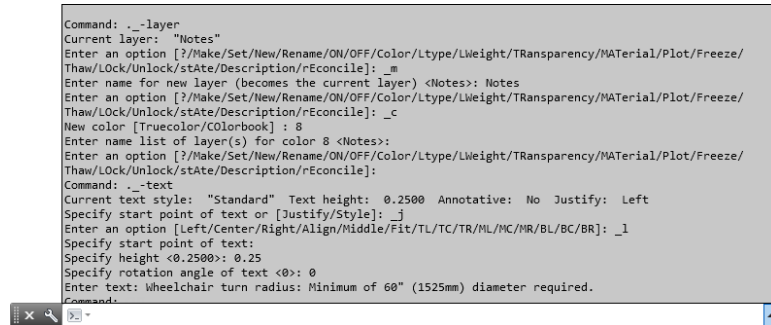 Command: ._-layer
Current layer:  "Notes"
Enter an option [?/Make/Set/New/Rename/ON/OFF/Color/Ltype/LWeight/TRansparency/MATerial/Plot/Freeze/
Thaw/LOck/Unlock/stAte/Description/rEconcile]: _m
Enter name for new layer (becomes the current layer) <Notes>: Notes
Enter an option [?/Make/Set/New/Rename/ON/OFF/Color/Ltype/LWeight/TRansparency/MATerial/Plot/Freeze/
Thaw/LOck/Unlock/stAte/Description/rEconcile]: _c
New color [Truecolor/COlorbook] : 8
Enter name list of layer(s) for color 8 <Notes>:
Enter an option [?/Make/Set/New/Rename/ON/OFF/Color/Ltype/LWeight/TRansparency/MATerial/Plot/Freeze/
Thaw/LOck/Unlock/stAte/Description/rEconcile]:
Command: ._-text
Current text style:  "Standard"  Text height:  0.2500  Annotative:  No  Justify:  Left
Specify start point of text or [Justify/Style]: _j
Enter an option [Left/Center/Right/Align/Middle/Fit/TL/TC/TR/ML/MC/MR/BL/BC/BR]: _l
Specify start point of text:
Specify height <0.2500>: 0.25
Specify rotation angle of text <0>: 0
Enter text: Wheelchair turn radius: Minimum of 60" (1525mm) diameter required.
Command: